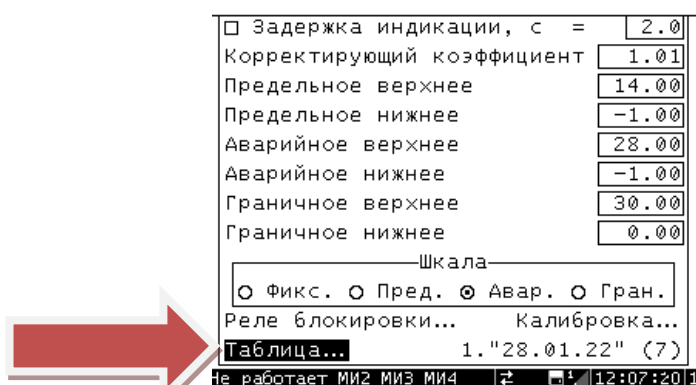 Задержка индикации, с = 2.0
Корректирующий коэффициент 1.01
Предельное верхнее 14.00
Предельное нижнее -1.00
Аварийное верхнее 28.00
Аварийное нижнее -1.00
Граничное верхнее 30.00
Граничное нижнее 0.00
Шкала
Фикс. Пред. Авар. Гран.
Реле блокировки... Калибровка...
Таблица... 1."28.01.22" (7)
Не работает МИ2 МИ3 МИ4 1 12:07:20